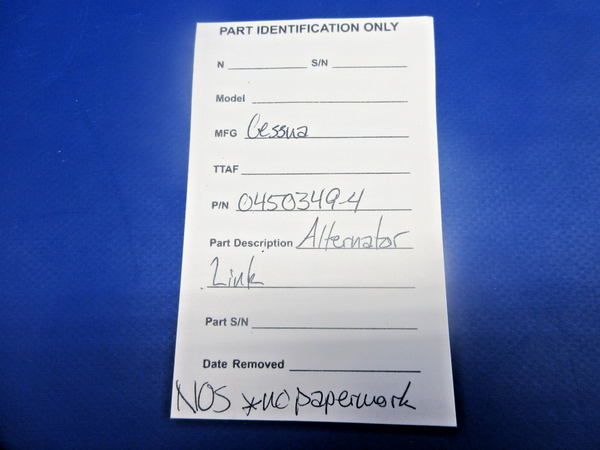 PART IDENTIFICATION ONLY
N S/N
Model
MFG Cessna
TTAF
P/N 0450349-4
Part Description Alternator
Link
Part S/N
Date Removed
NOS *no paperwork